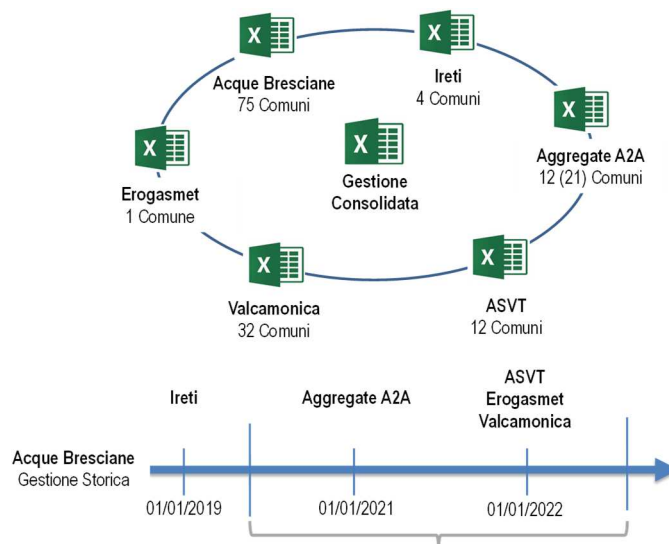 Acque Bresciane
75 Comuni
Ireti
4 Comuni
Aggregate A2A
12 (21) Comuni
Erogasmet
1 Comune
Gestione
Consolidata
Valcamonica
32 Comuni
ASVT
12 Comuni
Ireti
Aggregate A2A
ASVT
Erogasmet
Valcamonica
Acque Bresciane
Gestione Storica
01/01/2019
01/01/2021
01/01/2022